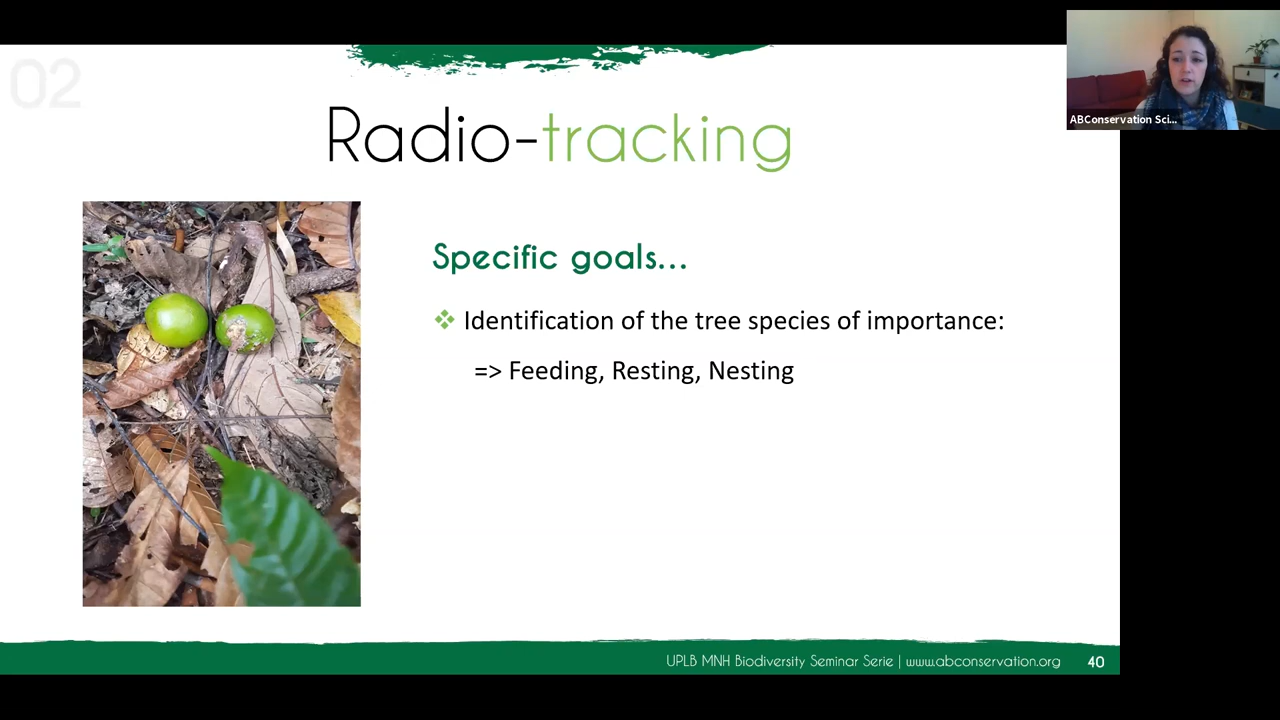 02
ABConservation Sci...
Radio-tracking
Specific goals...
Identification of the tree species of importance:
=> Feeding, Resting, Nesting
UPLB MNH Biodiversity Seminar Serie | www.abconservation.org 40